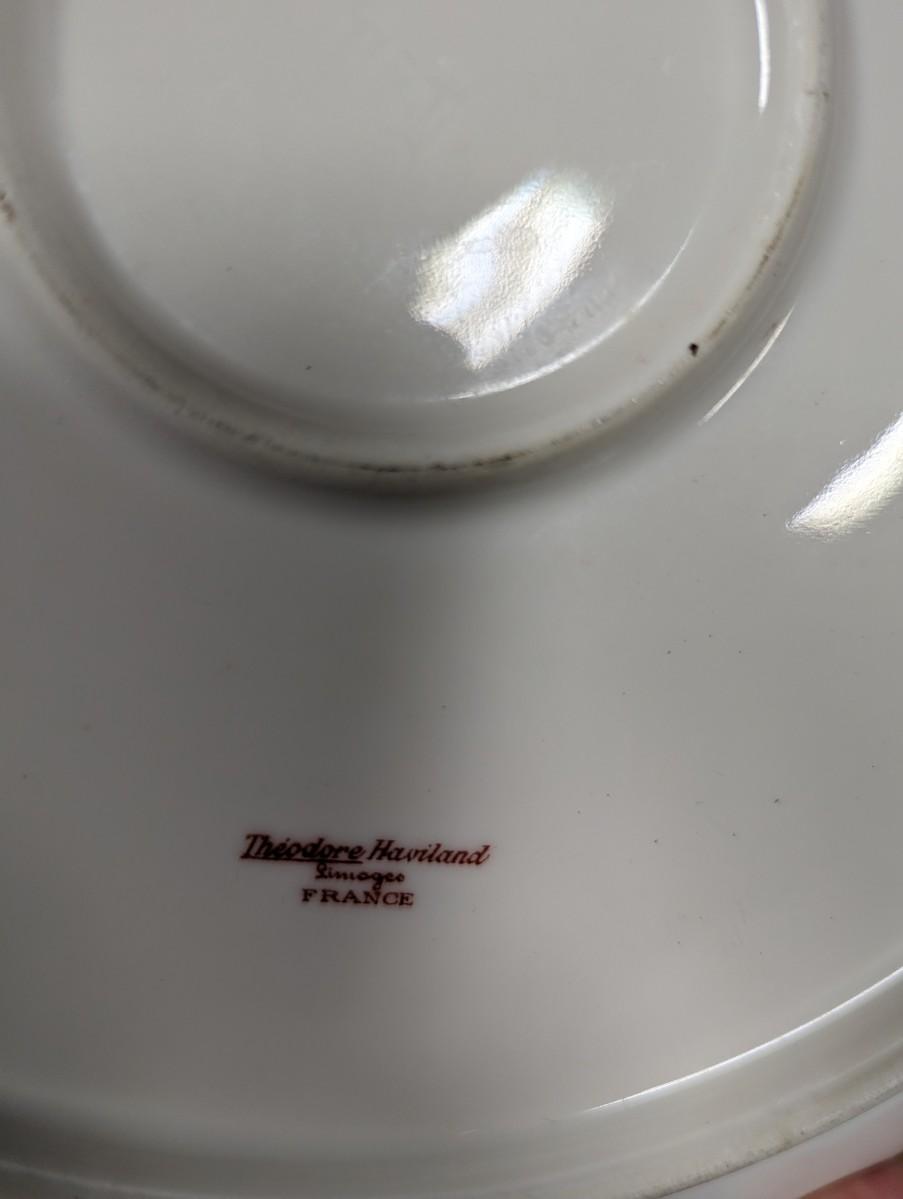 Théodore Haviland
Limoges
FRANCE